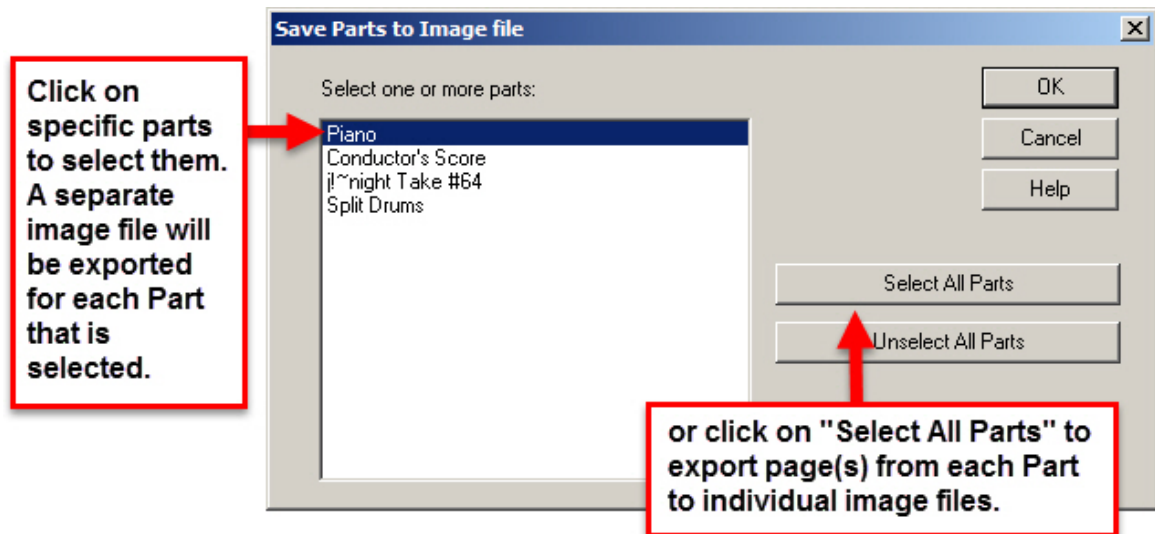 Save Parts to Image file
Click on
specific parts
to select them.
A separate
image file will
be exported
for each Part
that is
selected.
Select one or more parts:
Piano
Conductor's Score
j!~night Take #64
Split Drums
OK
Cancel
Help
Select All Parts
Unselect All Parts
or click on "Select All Parts" to
export page(s) from each Part
to individual image files.